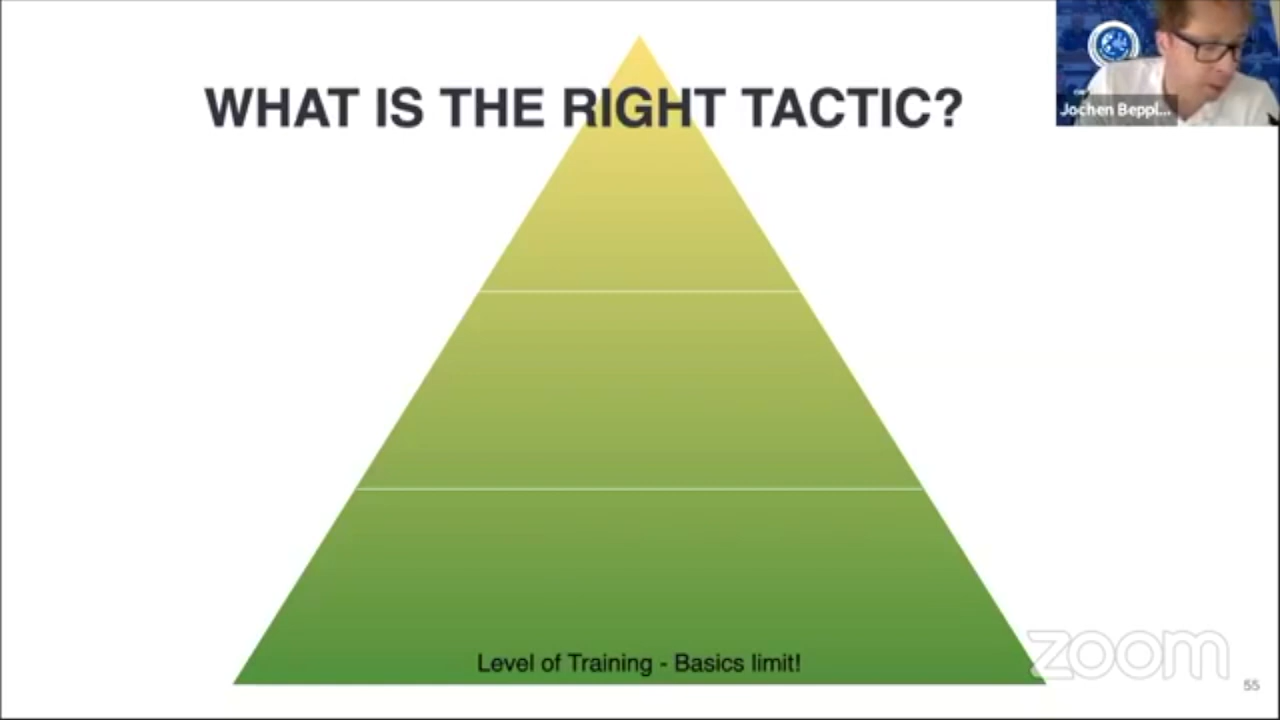 WHAT IS THE RIGHT TACTIC?
Jochen Beppl...
Level of Training - Basics limit!
zoom
55